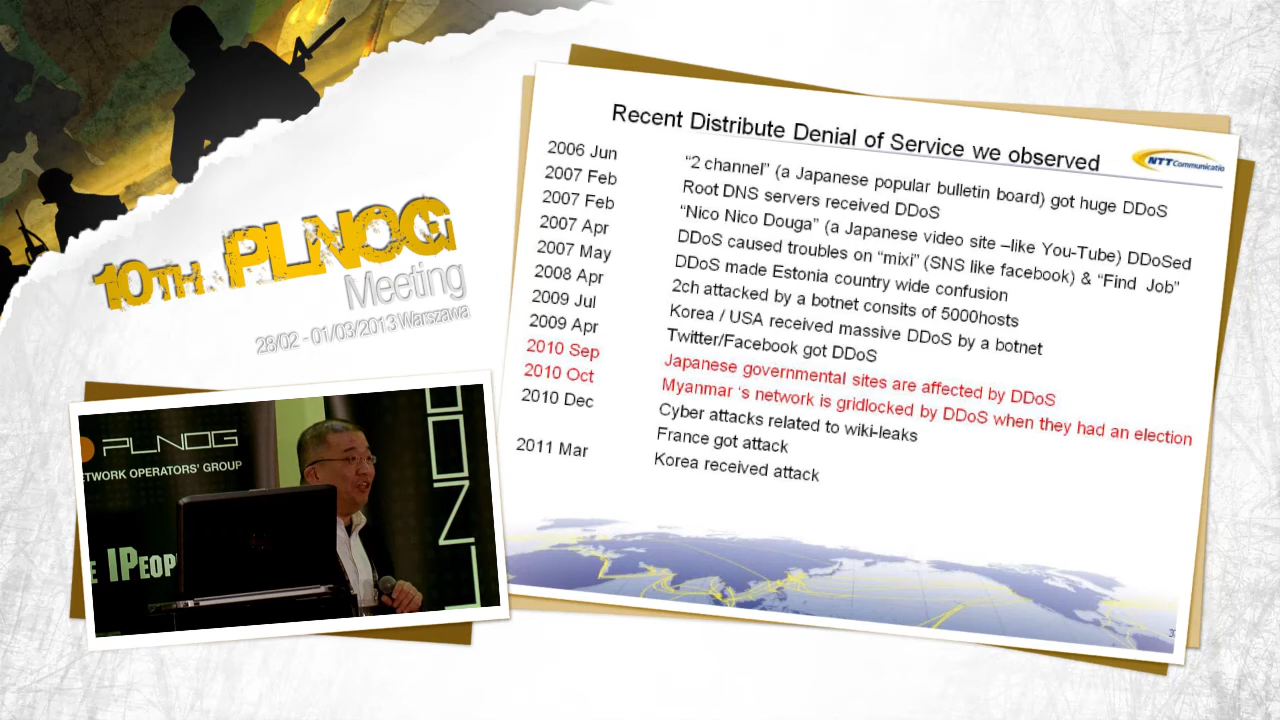 10TH PLNOG
Meeting
28/02 - 01/03/2013 Warszawa
Recent Distribute Denial of Service we observed
NTT Communicatio
2006 Jun “2 channel” (a Japanese popular bulletin board) got huge DDoS
2007 Feb Root DNS servers received DDoS
2007 Feb “Nico Nico Douga” (a Japanese video site –like You-Tube) DDoSed
2007 Apr DDoS caused troubles on “mixi” (SNS like facebook) & “Find Job”
2007 May DDoS made Estonia country wide confusion
2008 Apr 2ch attacked by a botnet consits of 5000hosts
2009 Jul Korea / USA received massive DDoS by a botnet
2009 Apr Twitter/Facebook got DDoS
2010 Sep Japanese governmental sites are affected by DDoS
2010 Oct Myanmar ‘s network is gridlocked by DDoS when they had an election
2010 Dec Cyber attacks related to wiki-leaks
France got attack
2011 Mar Korea received attack
PLNOG
ETWORK OPERATORS' GROUP
E IPEOP